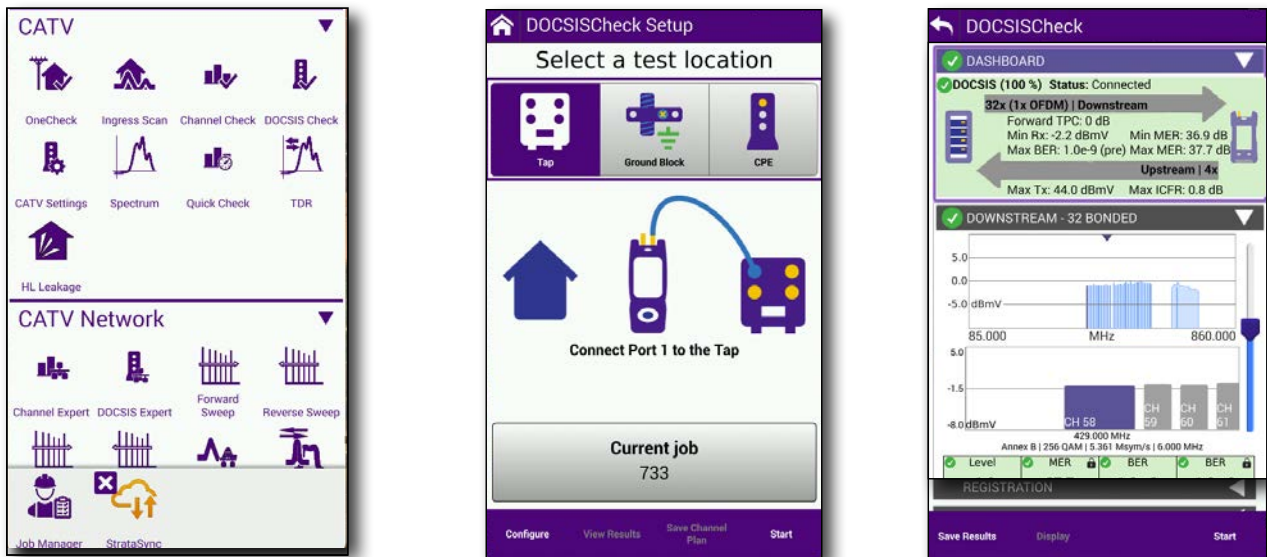 CATV
OneCheck Ingress Scan Channel Check DOCSIS Check
CATV Settings Spectrum Quick Check TDR
HL Leakage
CATV Network
Channel Expert DOCSIS Expert Forward Sweep Reverse Sweep
Job Manager StrataSync
DOCSISCheck Setup
Select a test location
Tap Ground Block CPE
Connect Port 1 to the Tap
Current job
733
Configure View Results Save Channel Plan Start
DOCSISCheck
DASHBOARD
DOCSIS (100 %) Status: Connected
32x (1x OFDM) | Downstream
Forward TPC: 0 dB
Min Rx: -2.2 dBmV Min MER: 36.9 dB
Max BER: 1.0e-9 (pre) Max MER: 37.7 dB
Upstream | 4x
Max Tx: 44.0 dBmV Max ICFR: 0.8 dB
DOWNSTREAM - 32 BONDED
5.0
0.0
-5.0 dBmV
85.000 MHz 860.000
5.0
-1.5
-8.0 dBmV
CH 58 CH 59 CH 60 CH 61
429.000 MHz
Annex B | 256 QAM | 5.361 Msym/s | 6.000 MHz
Level MER BER BER
REGISTRATION
Save Results Display Start